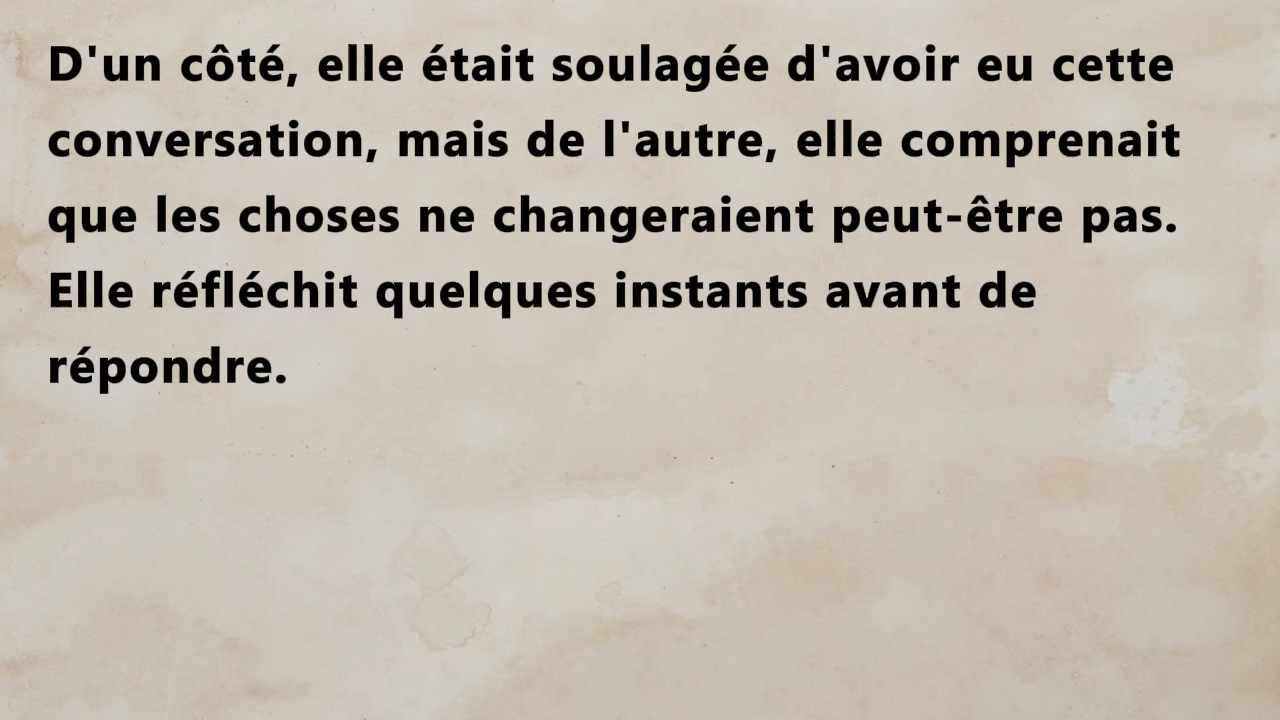 D'un côté, elle était soulagée d'avoir eu cette
conversation, mais de l'autre, elle comprenait
que les choses ne changeraient peut-être pas.
Elle réfléchit quelques instants avant de
répondre.